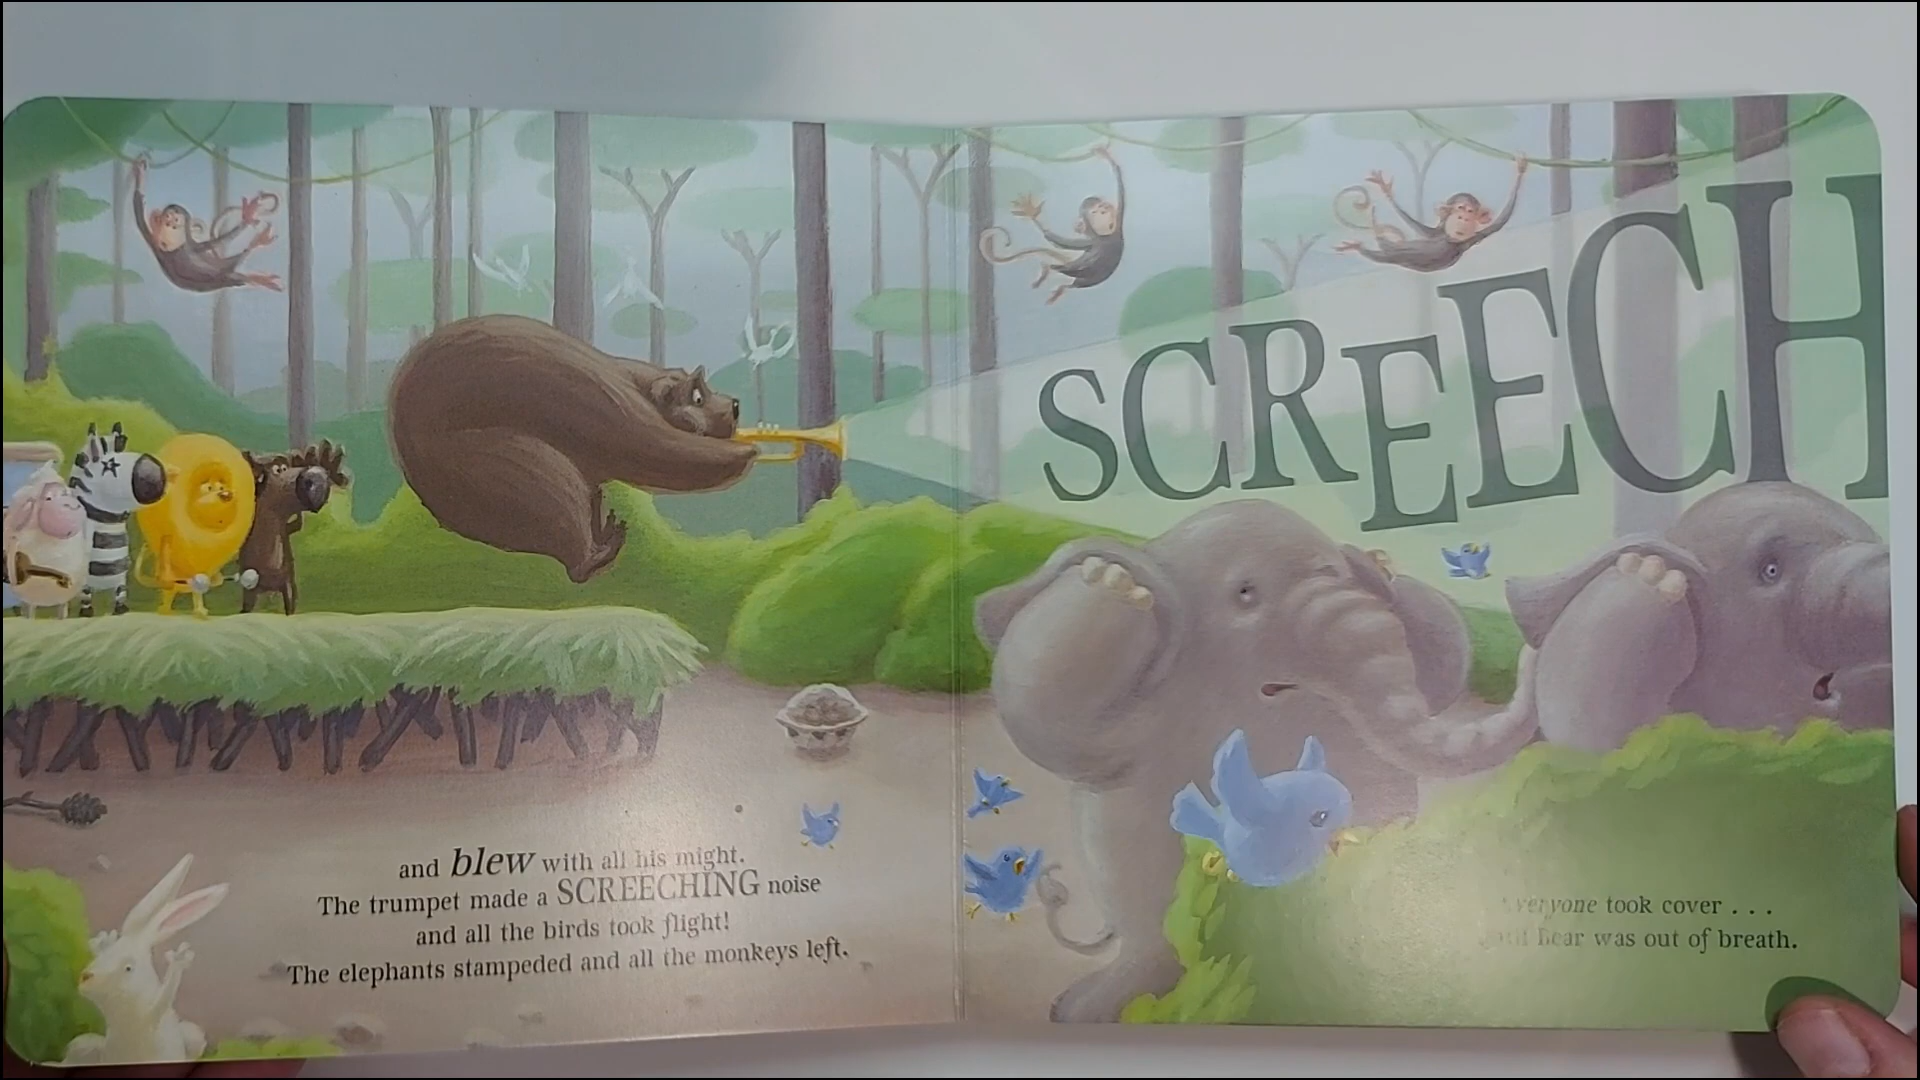 and blew with all his might.
The trumpet made a SCREECHING noise
and all the birds took flight!
The elephants stampeded and all the monkeys left.
SCREECH
everyone took cover . . .
until Bear was out of breath.